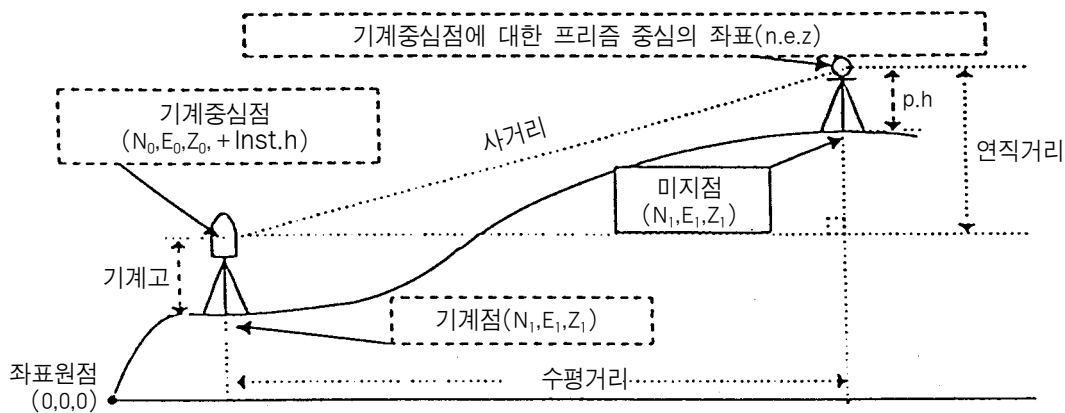 기계중심점에 대한 프리즘 중심의 좌표(n.e.z)
기계중심점
(N₀,E₀,Z₀, + Inst.h)
사거리
p.h
연직거리
미지점
(N₁,E₁,Z₁)
기계고
기계점(N₁,E₁,Z₁)
수평거리
좌표원점
(0,0,0)